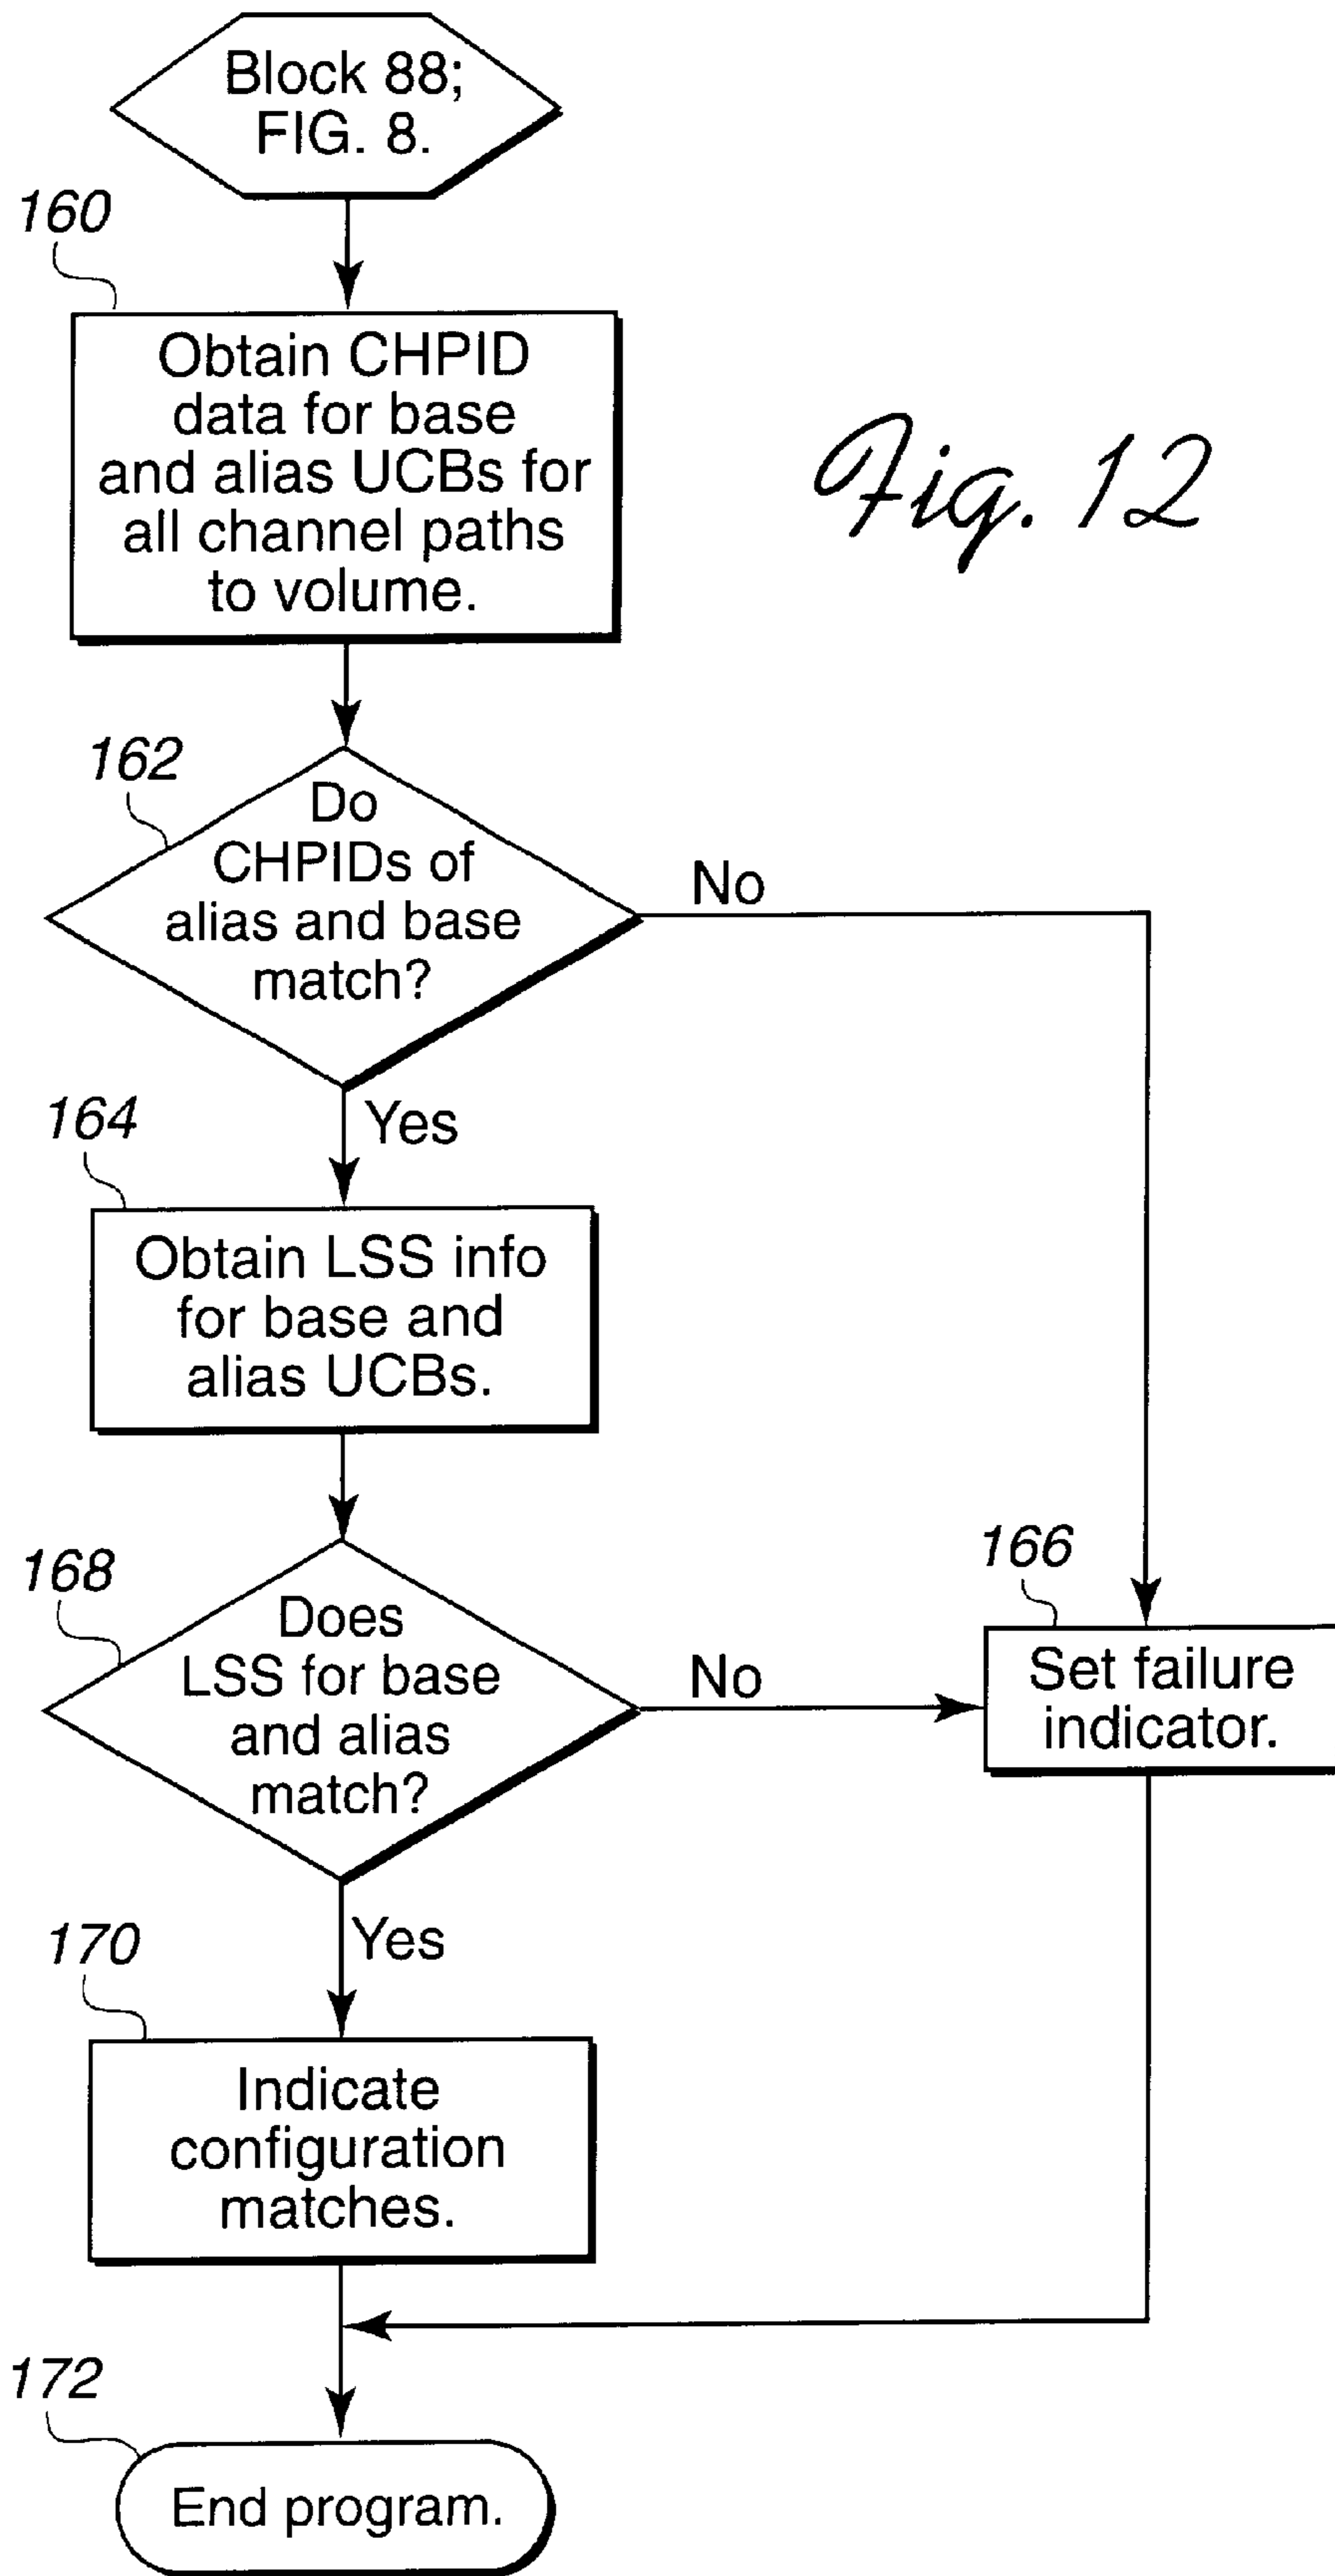 Block 88;
FIG. 8.
160
Obtain CHPID
data for base
and alias UCBs for
all channel paths
to volume.
Fig. 12
162
Do
CHPIDs of
alias and base
match?
No
Yes
164
Obtain LSS info
for base and
alias UCBs.
168
Does
LSS for base
and alias
match?
No
166
Set failure
indicator.
Yes
170
Indicate
configuration
matches.
172
End program.